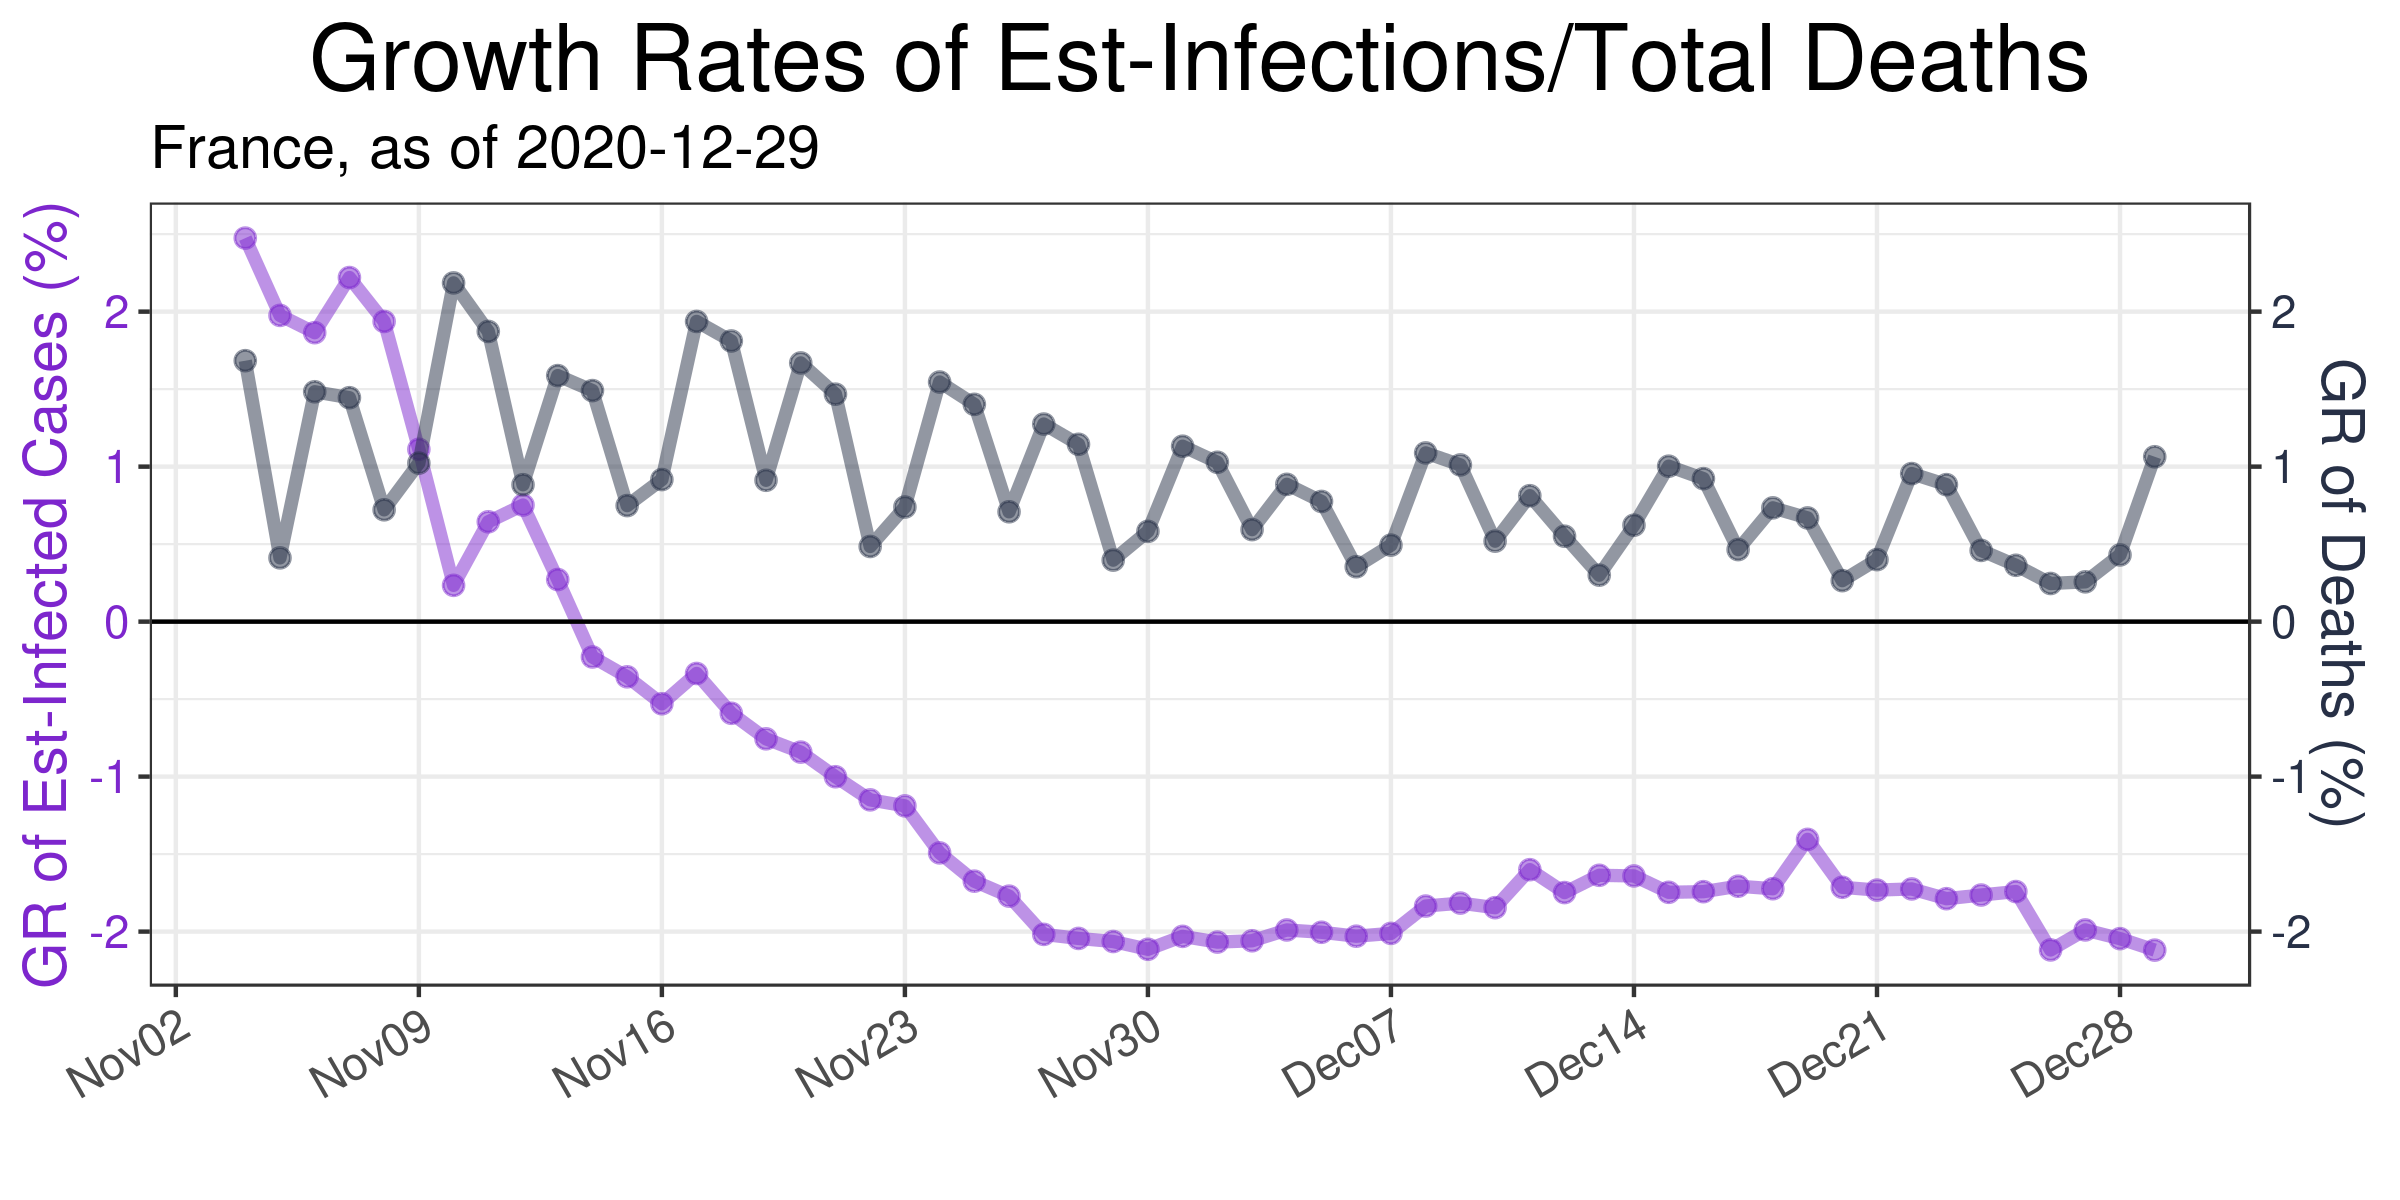 Growth Rates of Est-Infections/Total Deaths
France, as of 2020-12-29
GR of Est-Infected Cases (%)
2
1
0
-1
-2
2
1
0
-1
-2
GR of Deaths (%)
Nov02
Nov09
Nov16
Nov23
Nov30
Dec07
Dec14
Dec21
Dec28